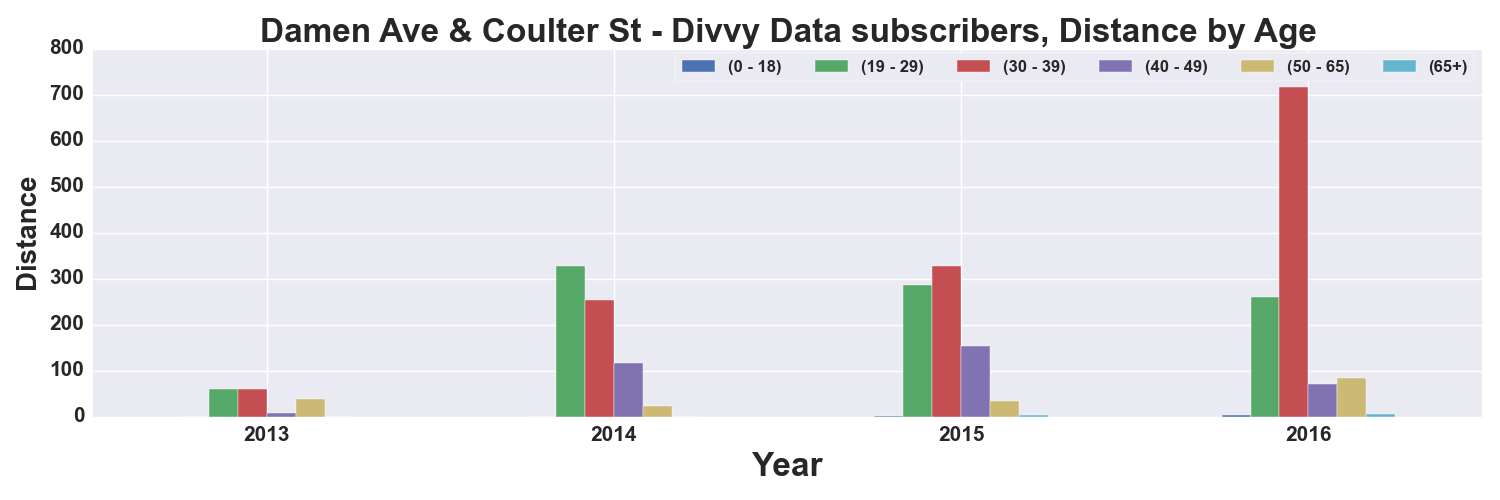 Damen Ave & Coulter St - Divvy Data subscribers, Distance by Age
(0 - 18) (19 - 29) (30 - 39) (40 - 49) (50 - 65) (65+)
800
700
600
500
400
300
200
100
0
Distance
2013 2014 2015 2016
Year